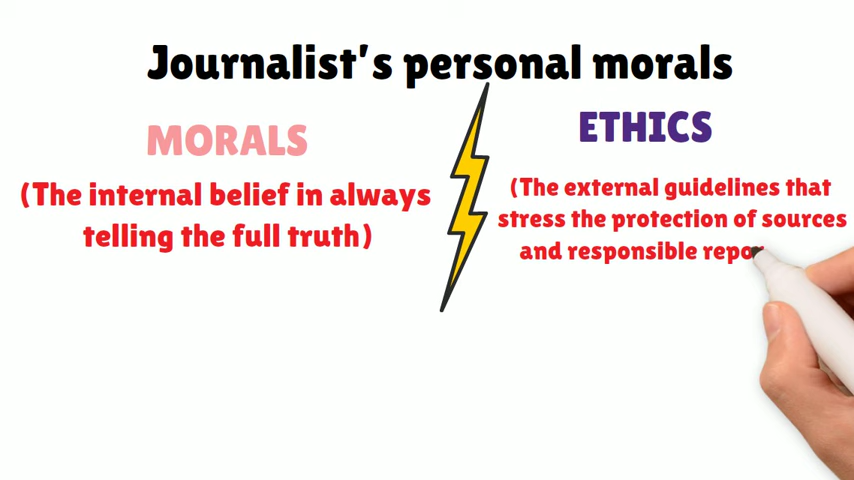 Journalist's personal morals
MORALS
(The internal belief in always
telling the full truth)
ETHICS
(The external guidelines that
stress the protection of sources
and responsible repo